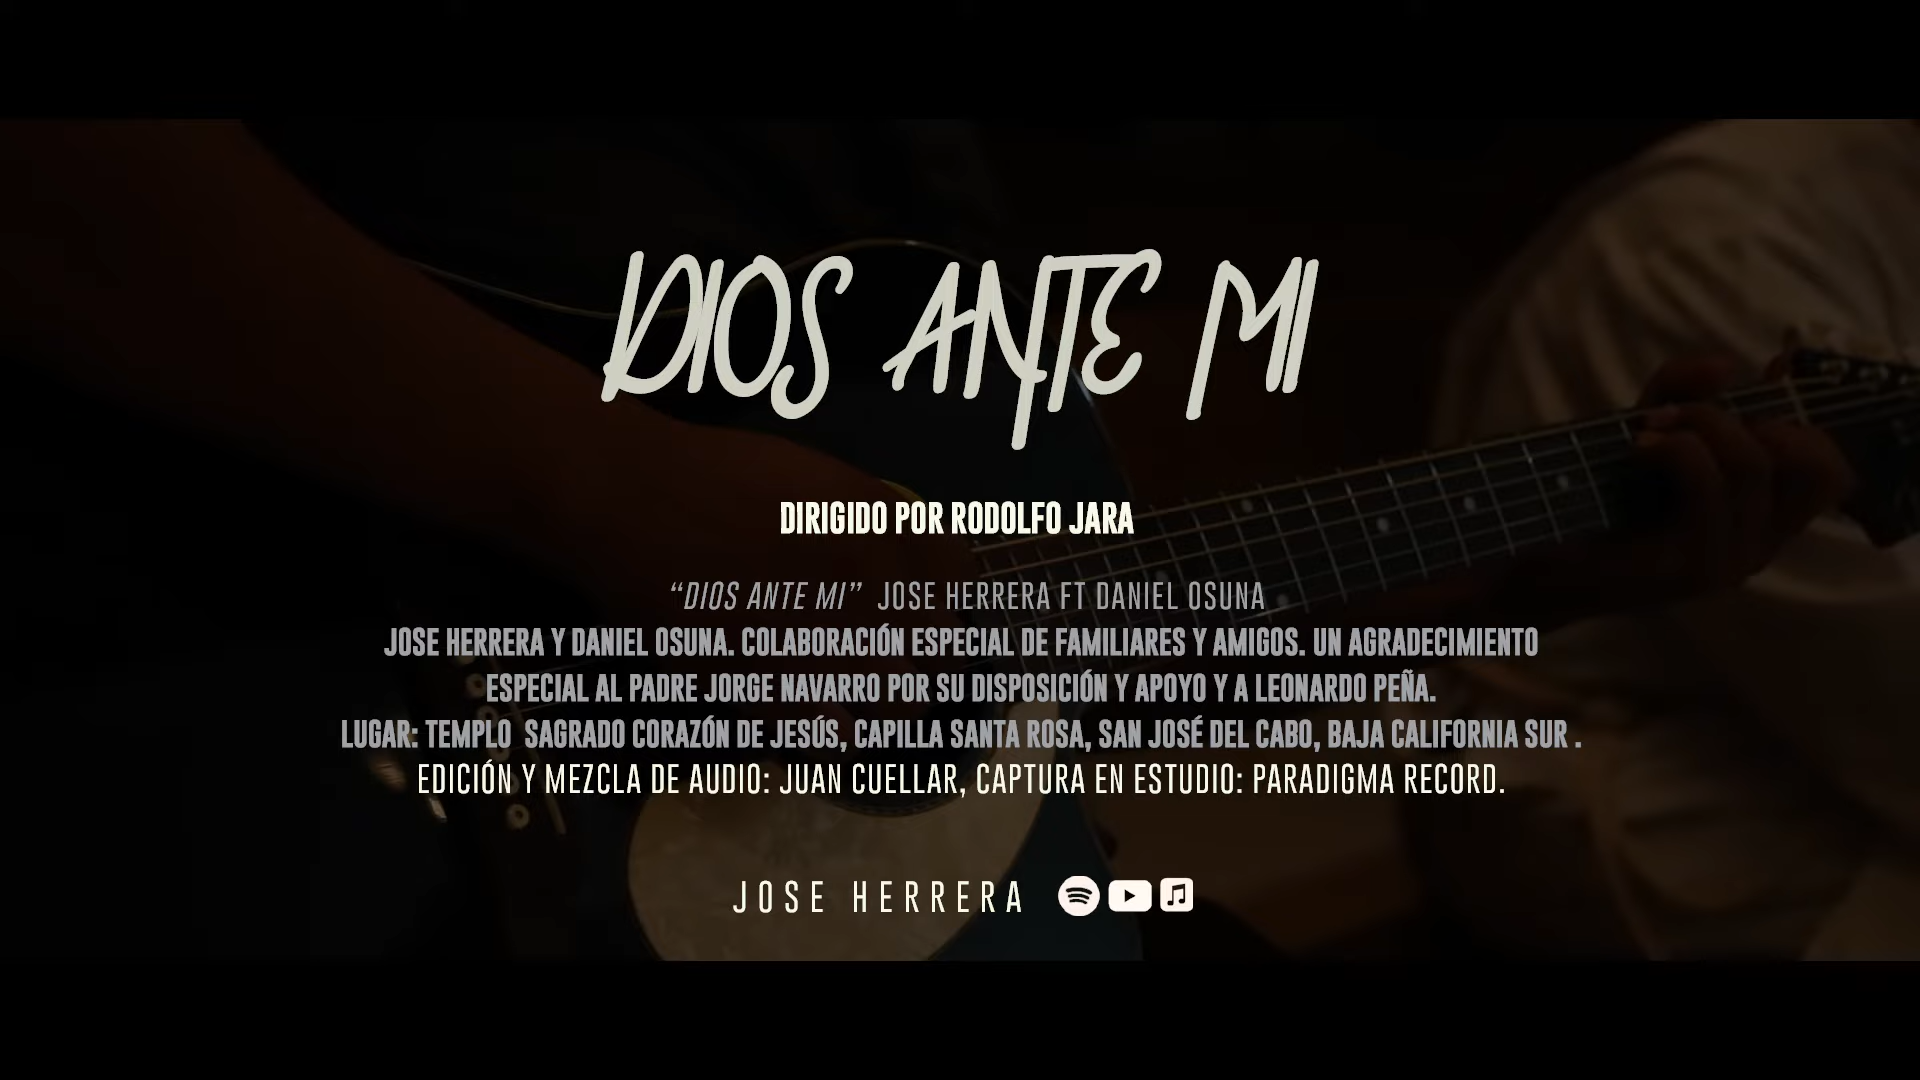 DIOS ANTE MI
DIRIGIDO POR RODOLFO JARA
“DIOS ANTE MI” JOSE HERRERA FT DANIEL OSUNA
JOSE HERRERA Y DANIEL OSUNA. COLABORACIÓN ESPECIAL DE FAMILIARES Y AMIGOS. UN AGRADECIMIENTO
ESPECIAL AL PADRE JORGE NAVARRO POR SU DISPOSICIÓN Y APOYO Y A LEONARDO PEÑA.
LUGAR: TEMPLO SAGRADO CORAZÓN DE JESÚS, CAPILLA SANTA ROSA, SAN JOSÉ DEL CABO, BAJA CALIFORNIA SUR .
EDICIÓN Y MEZCLA DE AUDIO: JUAN CUELLAR, CAPTURA EN ESTUDIO: PARADIGMA RECORD.
JOSE HERRERA